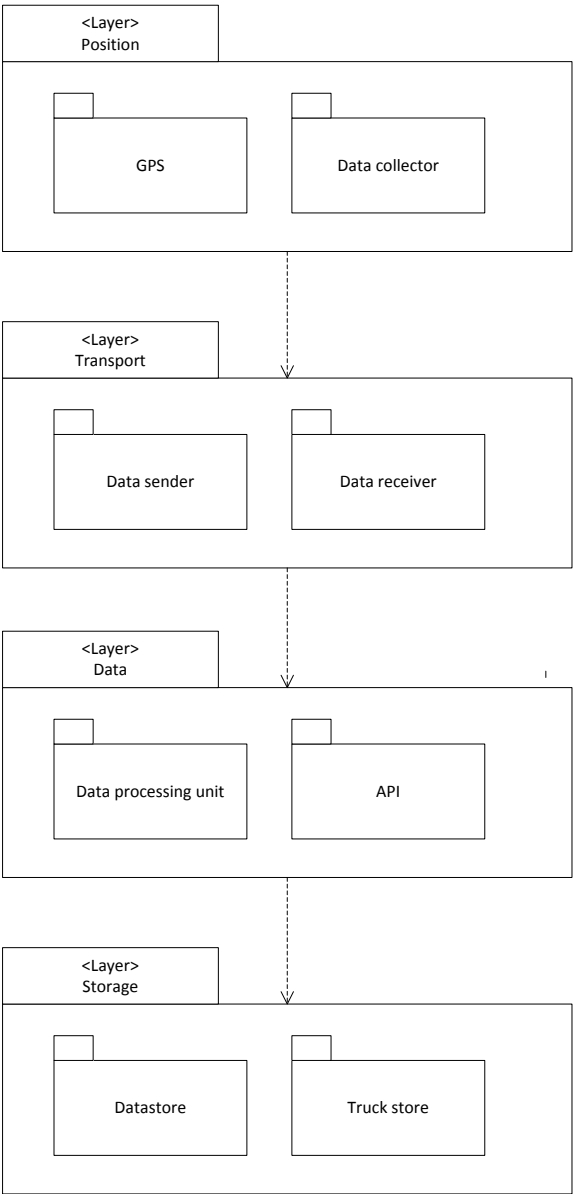 <Layer>
Position
GPS
Data collector
<Layer>
Transport
Data sender
Data receiver
<Layer>
Data
Data processing unit
API
<Layer>
Storage
Datastore
Truck store